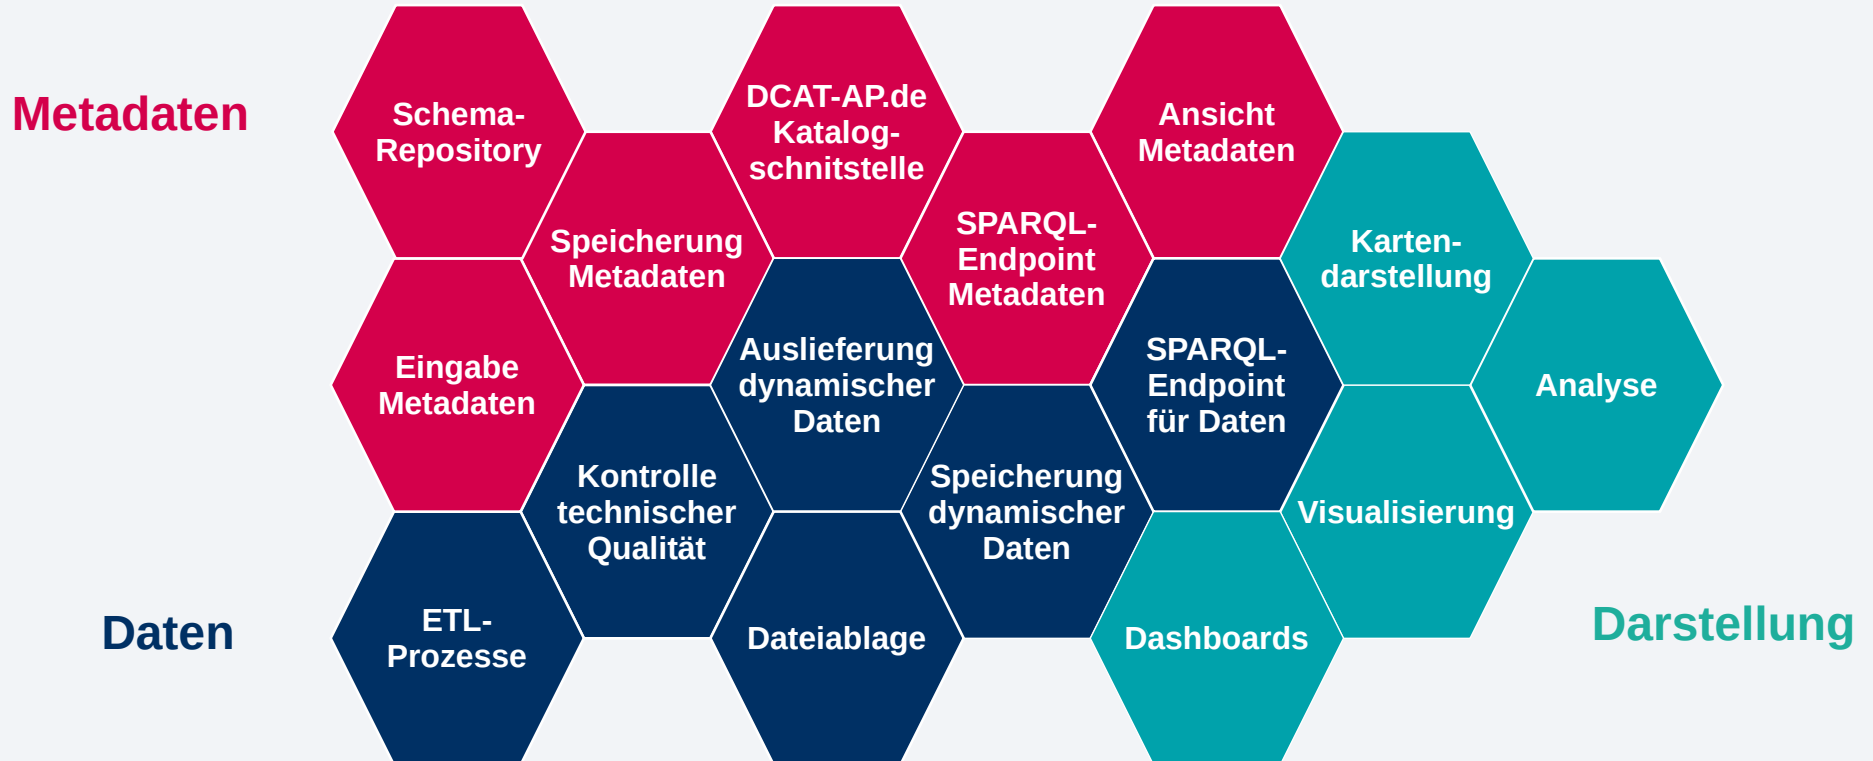 Metadaten
Schema-
Repository
DCAT-AP.de
Katalog-
schnitstelle
Ansicht
Metadaten
Speicherung
Metadaten
SPARQL-
Endpoint
Metadaten
Karten-
darstellung
Eingabe
Metadaten
Auslieferung
dynamischer
Daten
SPARQL-
Endpoint
für Daten
Analyse
Kontrolle
technischer
Qualität
Speicherung
dynamischer
Daten
Visualisierung
Daten
ETL-
Prozesse
Dateiablage
Dashboards
Darstellung